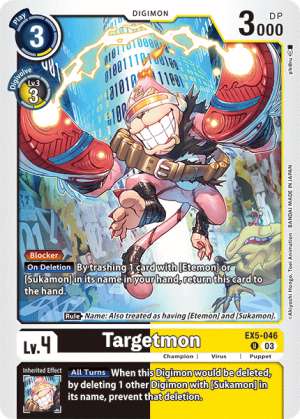 DIGIMON
Play
3
DP
3000
Digivolve
Lv.3
3
Blocker
On Deletion By trashing 1 card with [Etemon] or
[Sukamon] in its name in your hand, return this card to
the hand.
Rule Name: Also treated as having [Etemon] and [Sukamon].
Lv.4
Targetmon
EX5-046
U 03
Champion | Virus | Puppet
Inherited Effect
All Turns When this Digimon would be deleted,
by deleting 1 other Digimon with [Sukamon] in
its name, prevent that deletion.
©Akiyoshi Hongo, Toei Animation · BANDAI MADE IN JAPAN